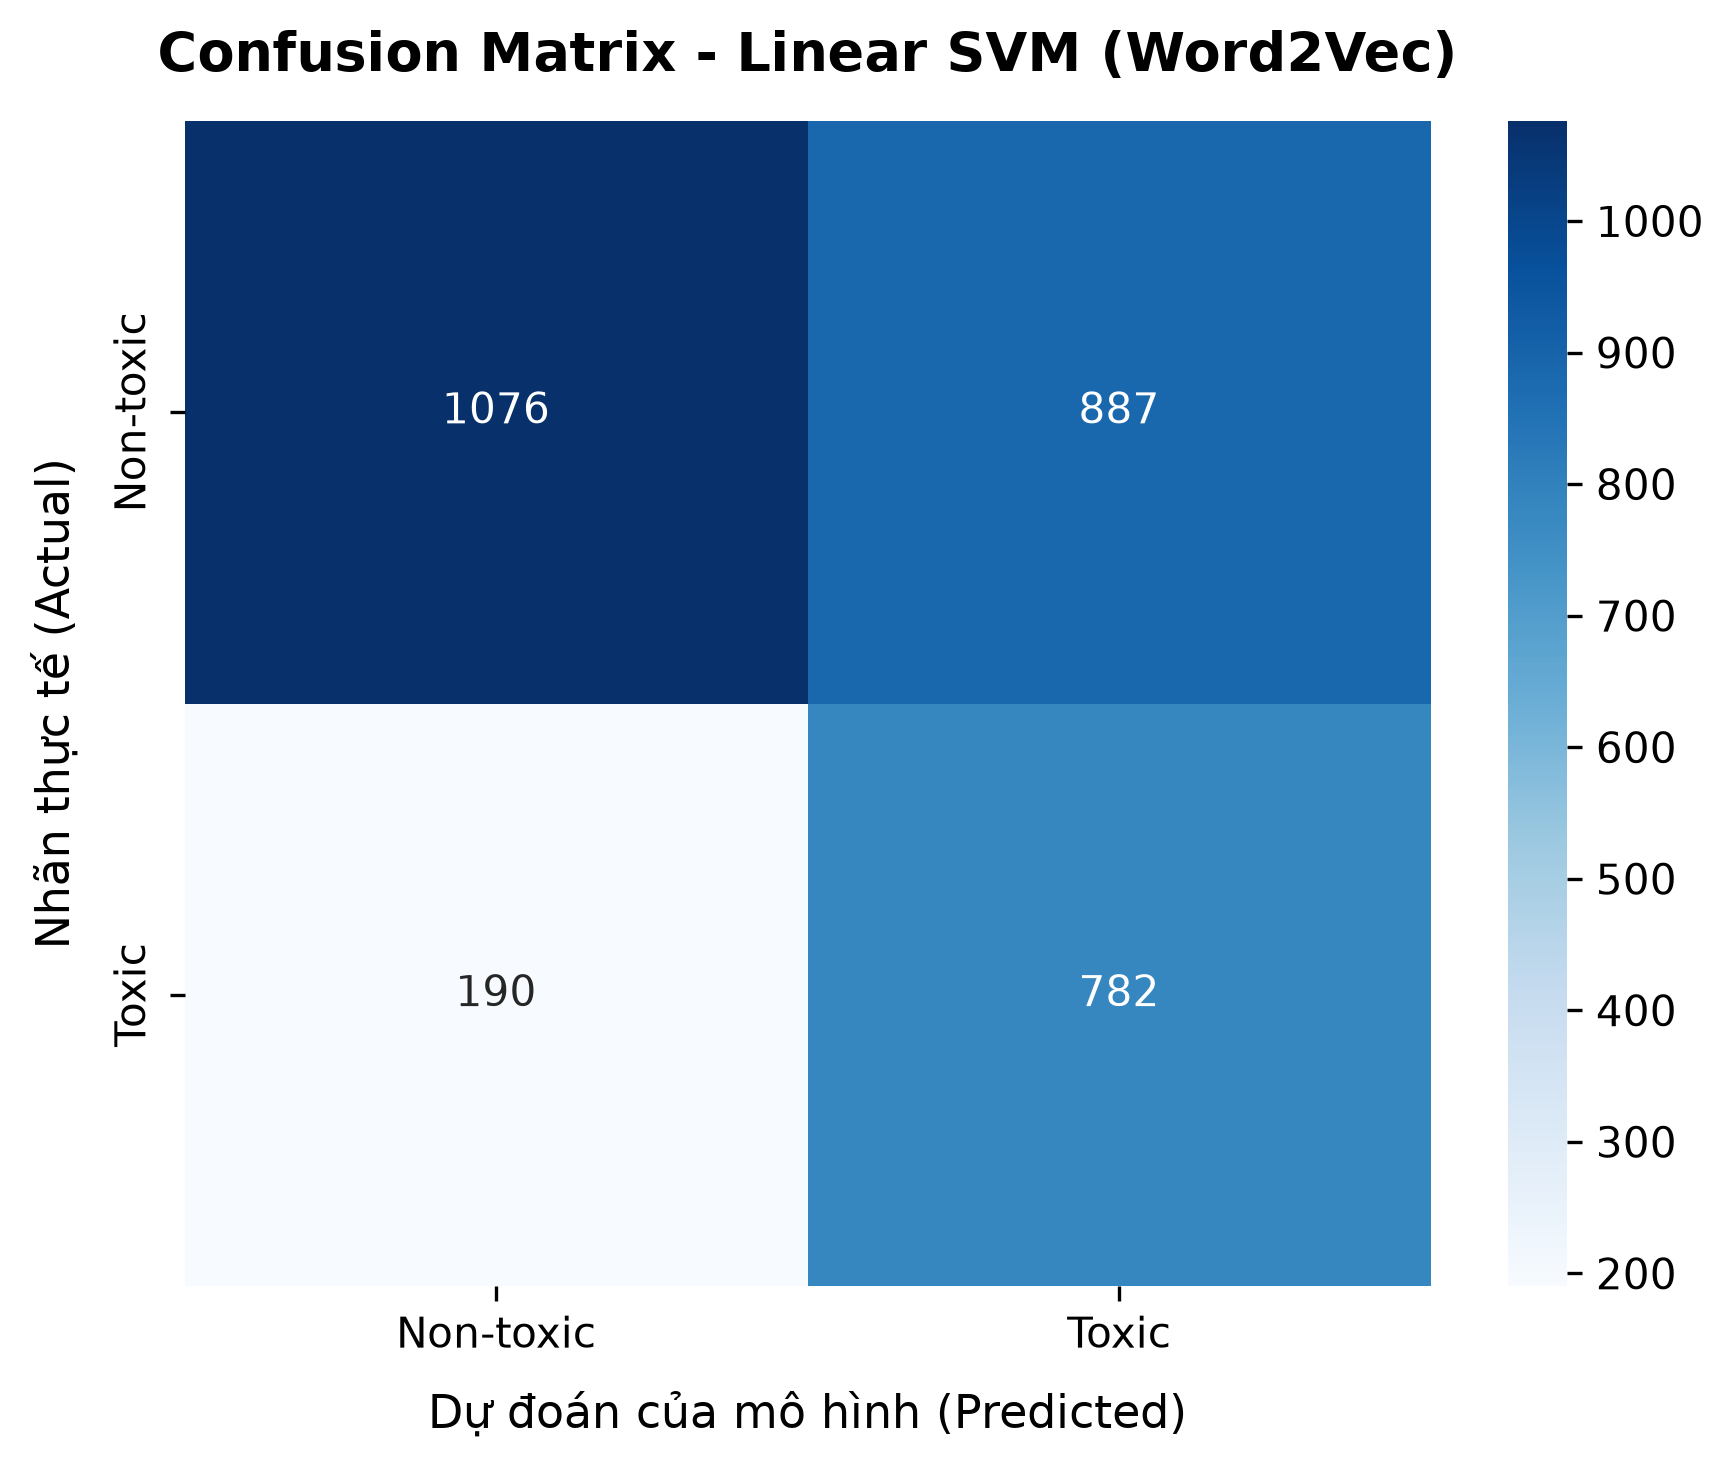 Confusion Matrix - Linear SVM (Word2Vec)
Nhãn thực tế (Actual)
Non-toxic
Toxic
1076
887
190
782
Non-toxic
Toxic
Dự đoán của mô hình (Predicted)
1000
900
800
700
600
500
400
300
200